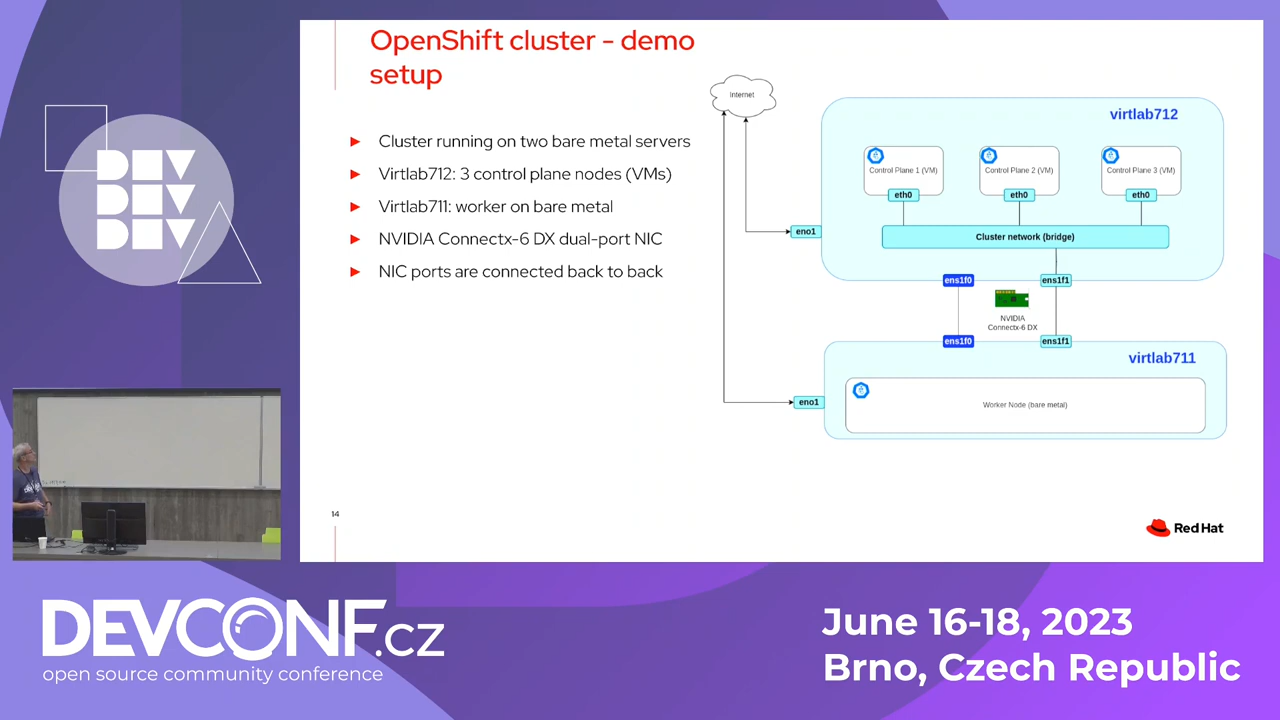 OpenShift cluster - demo
setup
Cluster running on two bare metal servers
Virtlab712: 3 control plane nodes (VMs)
Virtlab711: worker on bare metal
NVIDIA Connectx-6 DX dual-port NIC
NIC ports are connected back to back
Internet
virtlab712
Control Plane 1 (VM)
Control Plane 2 (VM)
Control Plane 3 (VM)
eth0
eth0
eth0
eno1
Cluster network (bridge)
ens1f0
ens1f1
NVIDIA
Connectx-6 DX
ens1f0
ens1f1
virtlab711
eno1
Worker Node (bare metal)
14
Red Hat
DEV
DEV
DEV
DEVCONF.cz
open source community conference
June 16-18, 2023
Brno, Czech Republic